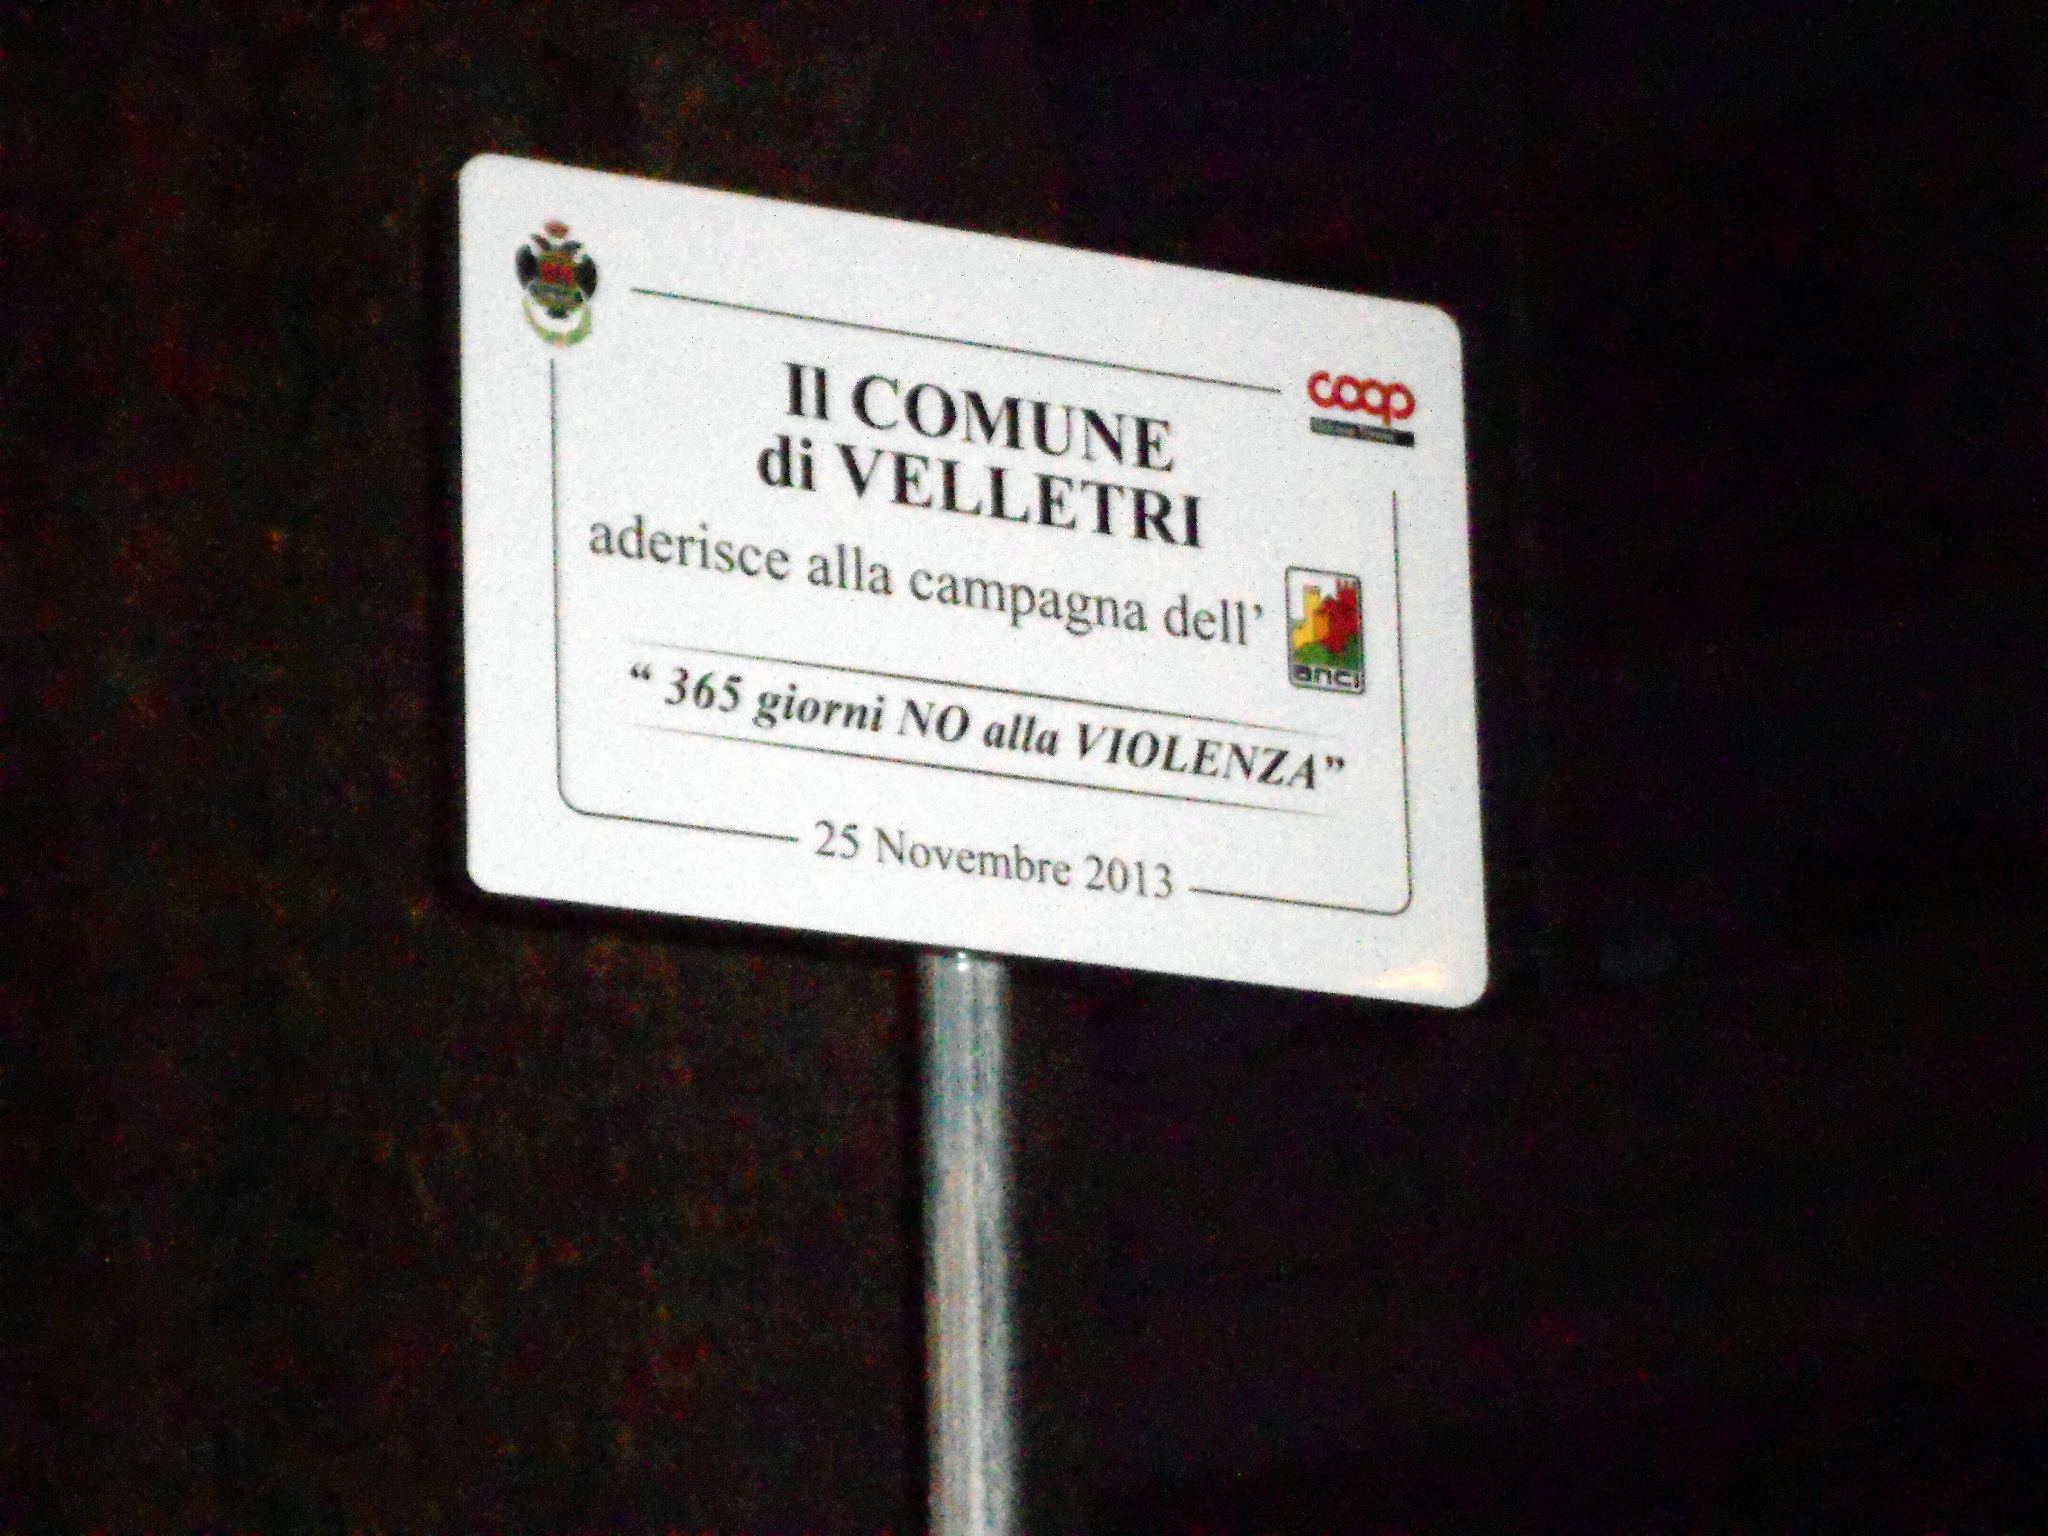 coop
Il COMUNE
di VELLETRI
aderisce alla campagna dell'
anci
“ 365 giorni NO alla VIOLENZA”
25 Novembre 2013